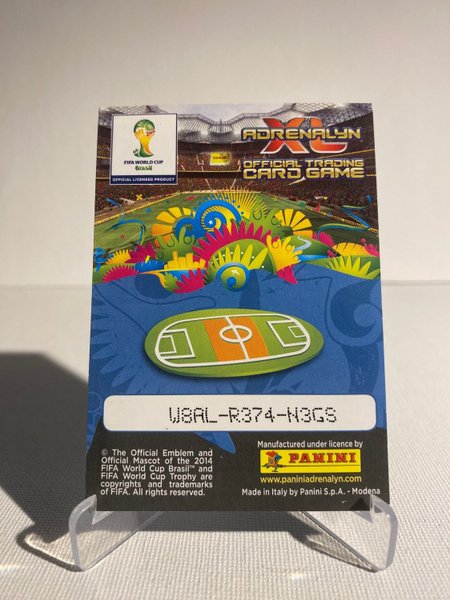 ADRENALYN
XL
OFFICIAL TRADING
CARD GAME
FIFA WORLD CUP
Brasil
OFFICIAL LICENSED PRODUCT
W8AL-R374-N3GS
© The Official Emblem and
Official Mascot of the 2014
FIFA World Cup Brasil™ and
FIFA World Cup Trophy are
copyrights and trademarks
of FIFA. All rights reserved.
Manufactured under licence by
PANINI
www.paniniadrenalyn.com
Made in Italy by Panini S.p.A. - Modena